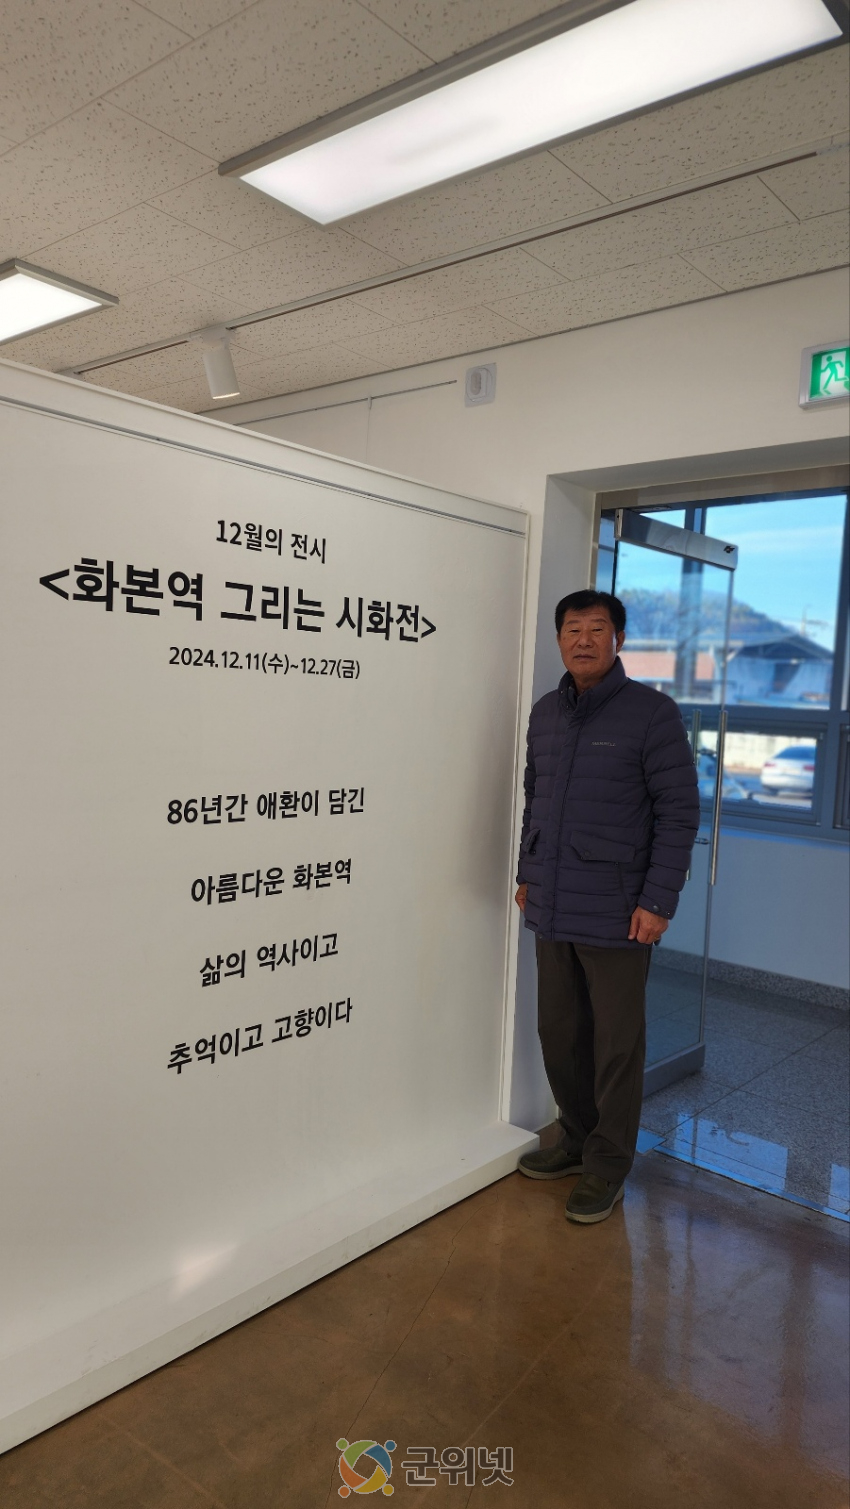 12월의 전시
<화본역 그리는 시화전>
2024.12.11(수)~12.27(금)
86년간 애환이 담긴
아름다운 화본역
삶의 역사이고
추억이고 고향이다
군위넷